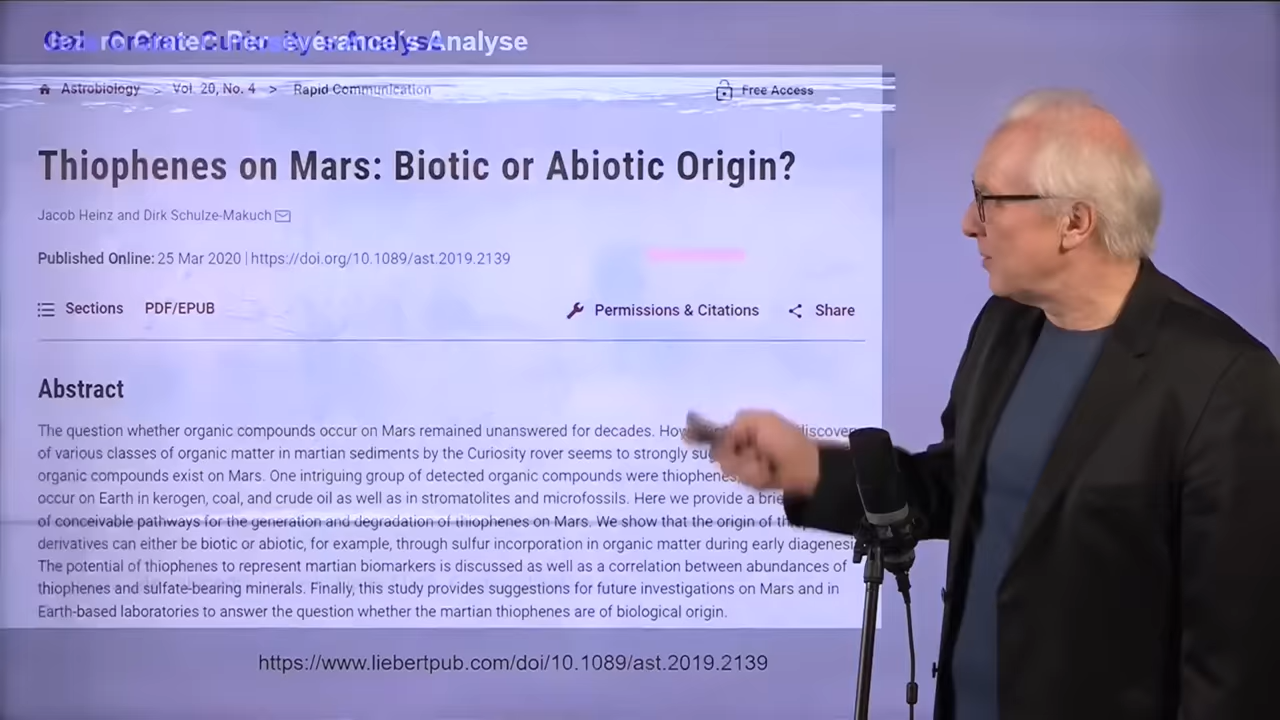 Astrobiology > Vol. 20, No. 4 > Rapid Communication
Free Access
Thiophenes on Mars: Biotic or Abiotic Origin?
Jacob Heinz and Dirk Schulze-Makuch
Published Online: 25 Mar 2020 | https://doi.org/10.1089/ast.2019.2139
Sections PDF/EPUB
Permissions & Citations Share
Abstract
The question whether organic compounds occur on Mars remained unanswered for decades.
of various classes of organic matter in martian sediments by the Curiosity rover seems to strongly
organic compounds exist on Mars. One intriguing group of detected organic compounds were thiophenes
occur on Earth in kerogen, coal, and crude oil as well as in stromatolites and microfossils. Here we provide a
of conceivable pathways for the generation and degradation of thiophenes on Mars. We show that the origin of
derivatives can either be biotic or abiotic, for example, through sulfur incorporation in organic matter during early
The potential of thiophenes to represent martian biomarkers is discussed as well as a correlation between abundances of
thiophenes and sulfate-bearing minerals. Finally, this study provides suggestions for future investigations on Mars and in
Earth-based laboratories to answer the question whether the martian thiophenes are of biological origin.
https://www.liebertpub.com/doi/10.1089/ast.2019.2139